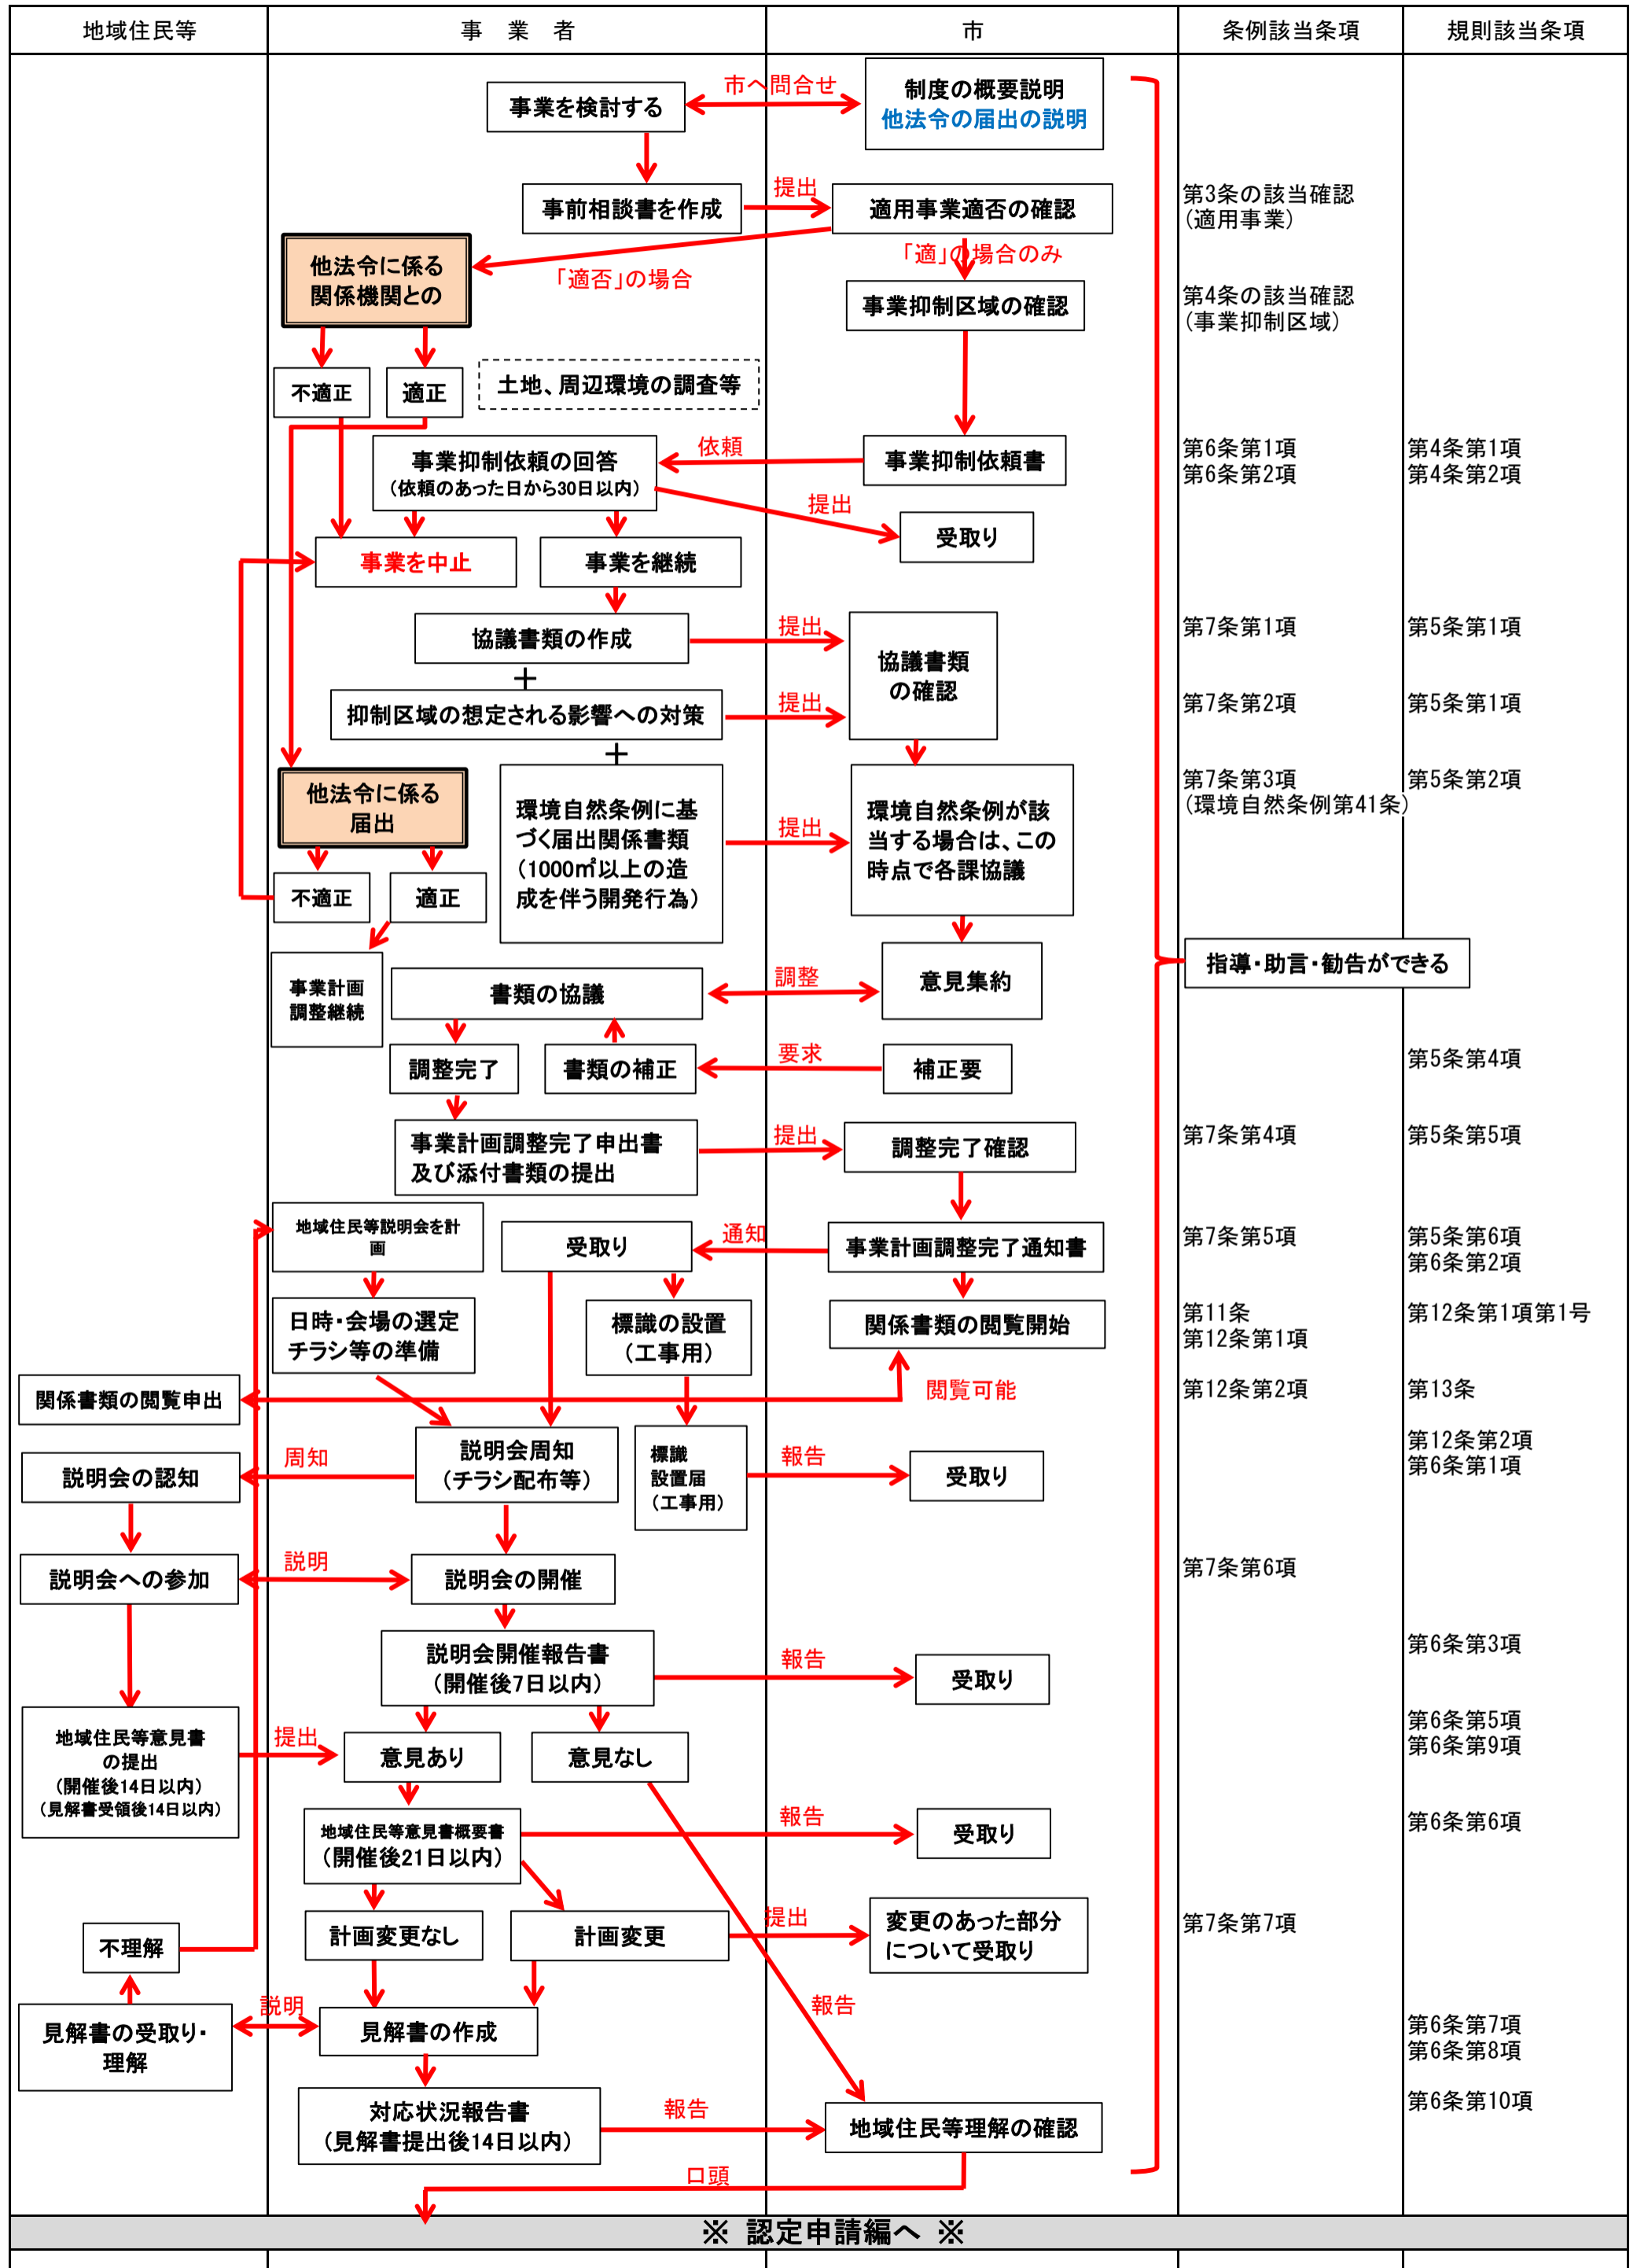 地域住民等
事　業　者
市
条例該当条項
規則該当条項
事業を検討する
市へ問合せ
制度の概要説明
他法令の届出の説明
事前相談書を作成
提出
適用事業適否の確認
第3条の該当確認
(適用事業)
他法令に係る
関係機関との
「適否」の場合
「適」の場合のみ
事業抑制区域の確認
第4条の該当確認
(事業抑制区域)
不適正
適正
土地、周辺環境の調査等
事業抑制依頼の回答
(依頼のあった日から30日以内)
依頼
事業抑制依頼書
第6条第1項
第6条第2項
第4条第1項
第4条第2項
提出
受取り
事業を中止
事業を継続
協議書類の作成
提出
協議書類
の確認
第7条第1項
第5条第1項
＋
抑制区域の想定される影響への対策
提出
第7条第2項
第5条第1項
＋
他法令に係る
届出
環境自然条例に基
づく届出関係書類
(1000㎡以上の造
成を伴う開発行為)
提出
環境自然条例が該
当する場合は、この
時点で各課協議
第7条第3項
(環境自然条例第41条)
第5条第2項
不適正
適正
事業計画
調整継続
書類の協議
調整
意見集約
指導・助言・勧告ができる
調整完了
書類の補正
要求
補正要
第5条第4項
事業計画調整完了申出書
及び添付書類の提出
提出
調整完了確認
第7条第4項
第5条第5項
地域住民等説明会を計
画
受取り
通知
事業計画調整完了通知書
第7条第5項
第5条第6項
第6条第2項
日時・会場の選定
チラシ等の準備
標識の設置
(工事用)
関係書類の閲覧開始
第11条
第12条第1項
第12条第1項第1号
関係書類の閲覧申出
閲覧可能
第12条第2項
第13条
説明会の認知
周知
説明会周知
(チラシ配布等)
標識
設置届
(工事用)
報告
受取り
第12条第2項
第6条第1項
説明会への参加
説明
説明会の開催
第7条第6項
説明会開催報告書
(開催後7日以内)
報告
受取り
第6条第3項
地域住民等意見書
の提出
(開催後14日以内)
(見解書受領後14日以内)
提出
意見あり
意見なし
第6条第5項
第6条第9項
地域住民等意見書概要書
(開催後21日以内)
報告
受取り
第6条第6項
不理解
計画変更なし
計画変更
提出
変更のあった部分
について受取り
第7条第7項
見解書の受取り・
理解
説明
見解書の作成
報告
第6条第7項
第6条第8項
対応状況報告書
(見解書提出後14日以内)
報告
地域住民等理解の確認
第6条第10項
口頭
※ 認定申請編へ ※